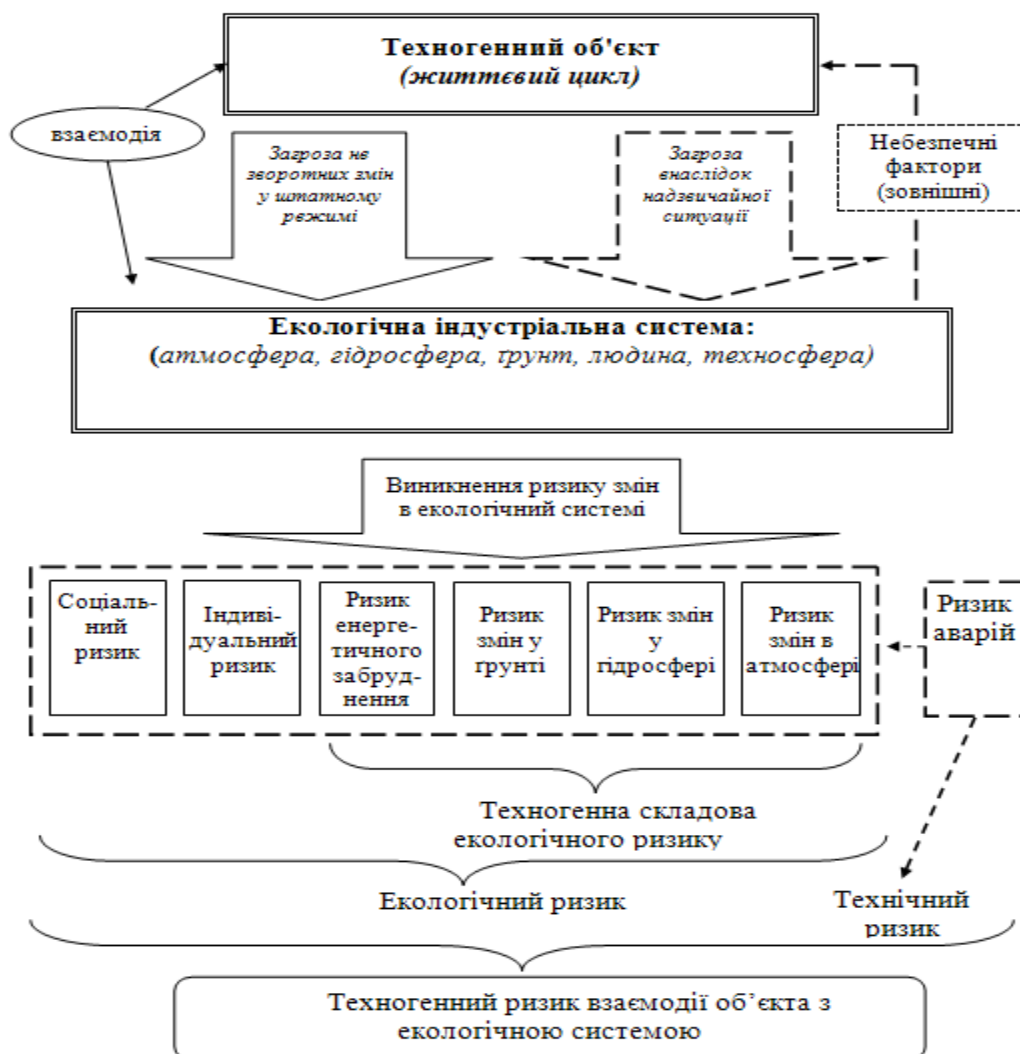 Техногенний об'єкт
(життєвий цикл)
взаємодія
Загроза не
зворотних змін
у штатному
режимі
Загроза
внаслідок
надзвичайної
ситуації
Небезпечні
фактори
(зовнішні)
Екологічна індустріальна система:
(атмосфера, гідросфера, ґрунт, людина, техносфера)
Виникнення ризику змін
в екологічний системі
Соціаль-
ний
ризик
Індиві-
дуальний
ризик
Ризик
енерге-
тичного
забруд-
нення
Ризик
змін у
ґрунті
Ризик змін
у
гідросфері
Ризик
змін в
атмосфері
Ризик
аварій
Техногенна складова
екологічного ризику
Екологічний ризик
Технічний
ризик
Техногенний ризик взаємодії об’єкта з
екологічною системою